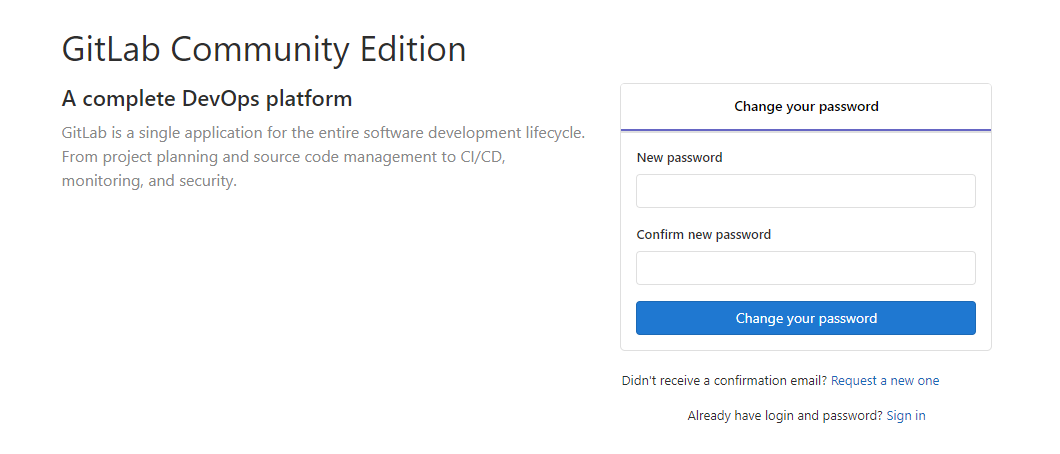 GitLab Community Edition
A complete DevOps platform
GitLab is a single application for the entire software development lifecycle.
From project planning and source code management to CI/CD,
monitoring, and security.
Change your password
New password
Confirm new password
Change your password
Didn't receive a confirmation email? Request a new one
Already have login and password? Sign in